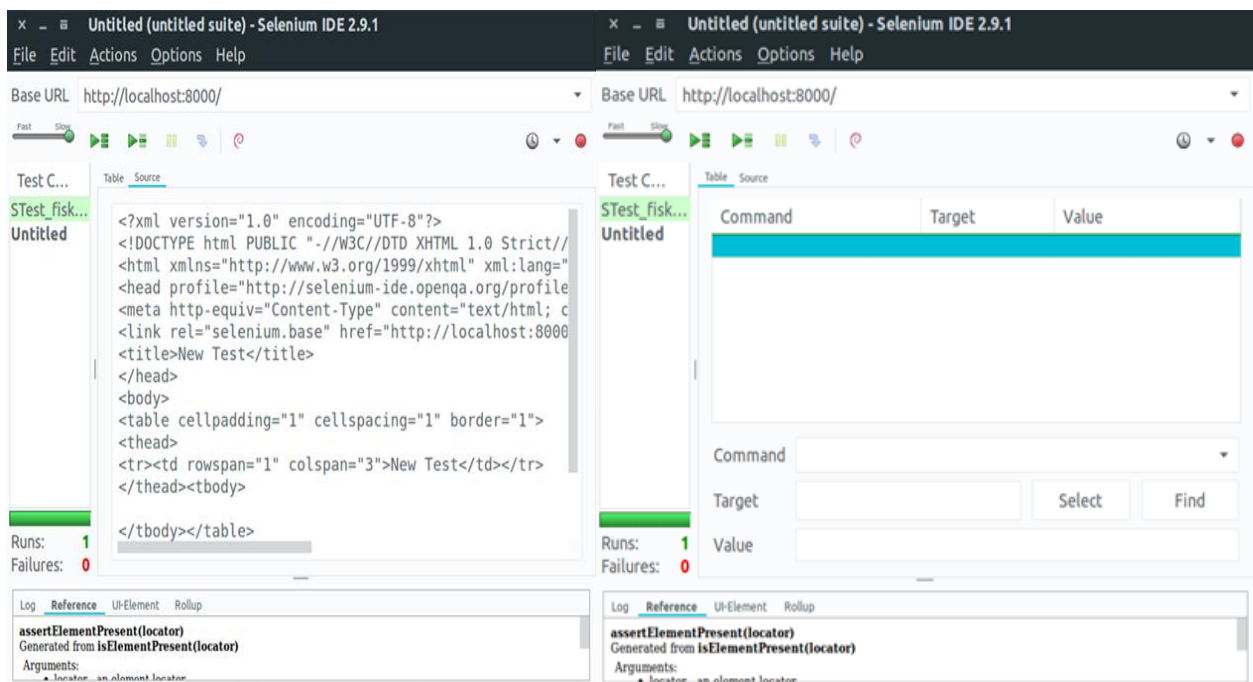 Untitled (untitled suite) - Selenium IDE 2.9.1
File Edit Actions Options Help
Base URL http://localhost:8000/
Fast Slow
Test C...
Table Source
STest_fisk...
Untitled
<?xml version="1.0" encoding="UTF-8"?>
<!DOCTYPE html PUBLIC "-//W3C//DTD XHTML 1.0 Strict//
<html xmlns="http://www.w3.org/1999/xhtml" xml:lang="
<head profile="http://selenium-ide.openqa.org/profile
<meta http-equiv="Content-Type" content="text/html; c
<link rel="selenium.base" href="http://localhost:8000
<title>New Test</title>
</head>
<body>
<table cellpadding="1" cellspacing="1" border="1">
<thead>
<tr><td rowspan="1" colspan="3">New Test</td></tr>
</thead><tbody>
</tbody></table>
Runs: 1
Failures: 0
Log Reference UI-Element Rollup
assertElementPresent(locator)
Generated from isElementPresent(locator)
Arguments:
locator - an element locator
Untitled (untitled suite) - Selenium IDE 2.9.1
File Edit Actions Options Help
Base URL http://localhost:8000/
Fast Slow
Test C...
Table Source
STest_fisk...
Untitled
Command Target Value
Command
Target Select Find
Value
Runs: 1
Failures: 0
Log Reference UI-Element Rollup
assertElementPresent(locator)
Generated from isElementPresent(locator)
Arguments:
locator - an element locator